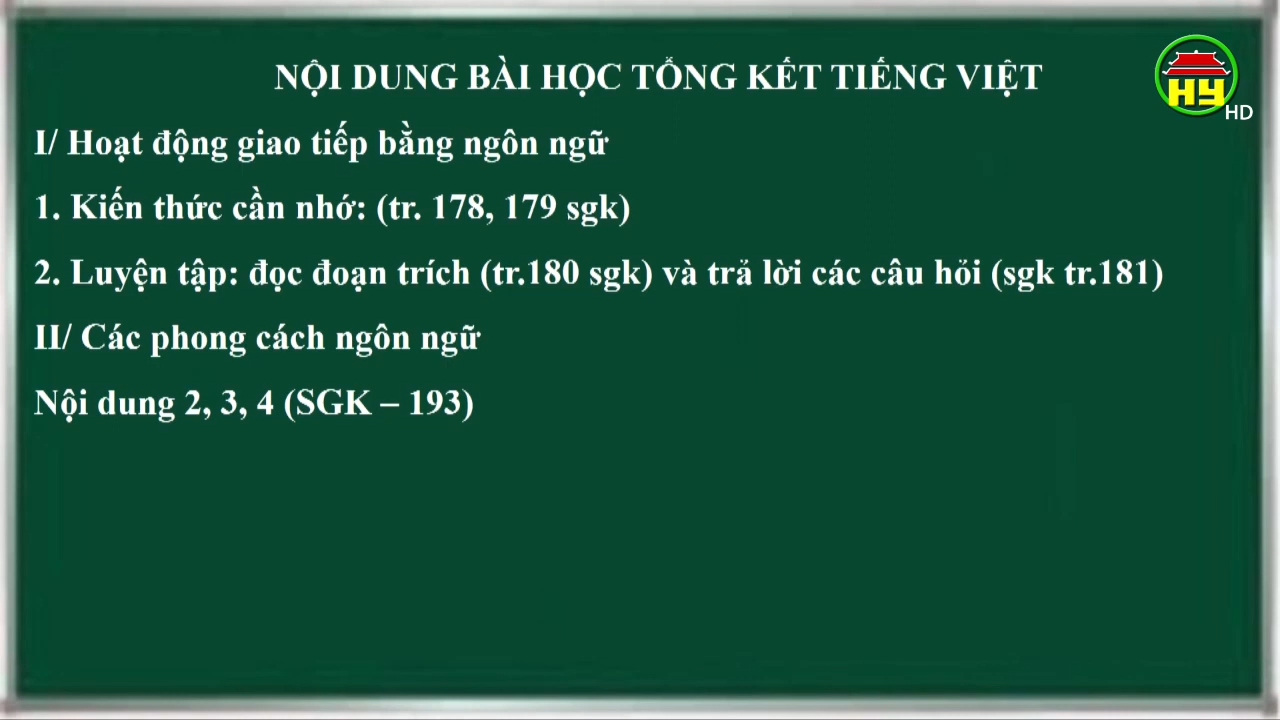 NỘI DUNG BÀI HỌC TỔNG KẾT TIẾNG VIỆT
HY
HD
I/ Hoạt động giao tiếp bằng ngôn ngữ
1. Kiến thức cần nhớ: (tr. 178, 179 sgk)
2. Luyện tập: đọc đoạn trích (tr.180 sgk) và trả lời các câu hỏi (sgk tr.181)
II/ Các phong cách ngôn ngữ
Nội dung 2, 3, 4 (SGK – 193)